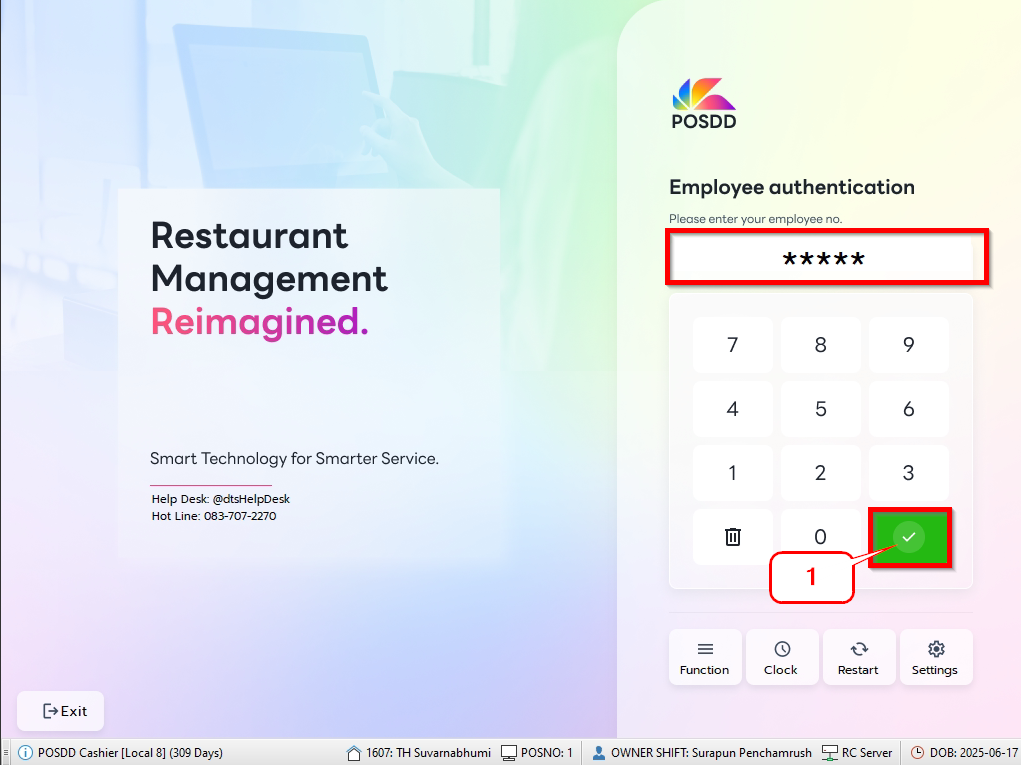 POSDD
Employee authentication
Please enter your employee no.
*****
Restaurant
Management
Reimagined.
Smart Technology for Smarter Service.
Help Desk: @dtsHelpDesk
Hot Line: 083-707-2270
7 8 9
4 5 6
1 2 3
0
1
Function Clock Restart Settings
Exit
POSDD Cashier [Local 8] (309 Days) 1607: TH Suvarnabhumi POSNO: 1 OWNER SHIFT: Surapun Penchamrush RC Server DOB: 2025-06-17